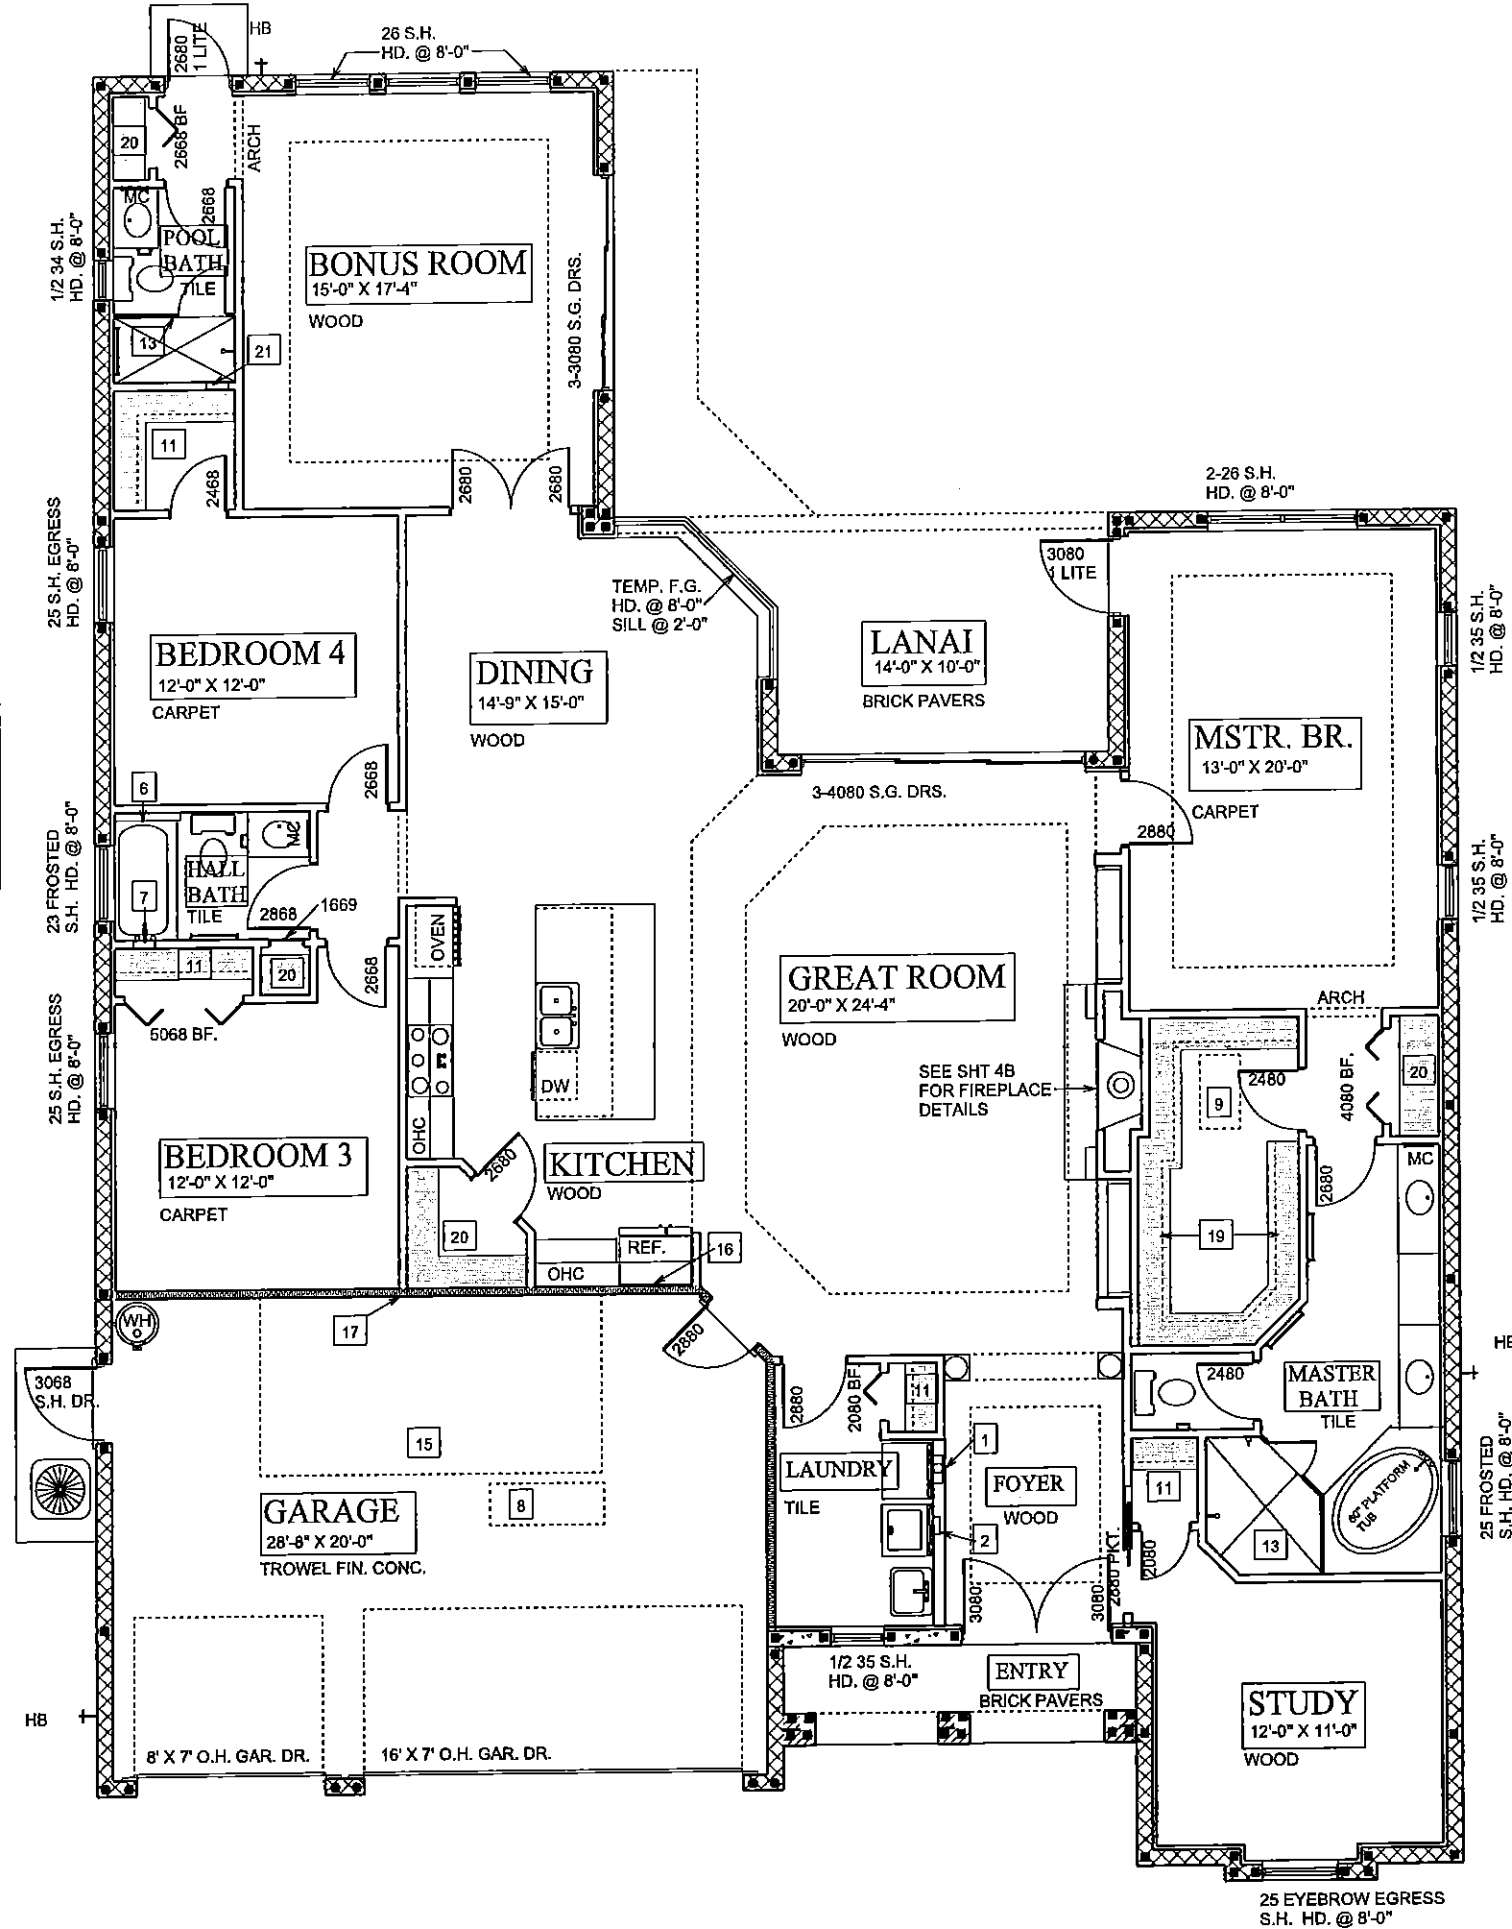 HB
2680
1 LITE
26 S.H.
HD. @ 8'-0"
20
2668 BF
ARCH
MC
2668
POOL
BATH
TILE
1/2 34 S.H.
HD. @ 8'-0"
BONUS ROOM
15'-0" X 17'-4"
WOOD
3-3080 S.G. DRS.
13
21
11
2468
2680
2680
25 S.H. EGRESS
HD. @ 8'-0"
2-26 S.H.
HD. @ 8'-0"
3080
1 LITE
TEMP. F.G.
HD. @ 8'-0"
SILL @ 2'-0"
BEDROOM 4
12'-0" X 12'-0"
CARPET
DINING
14'-9" X 15'-0"
WOOD
LANAI
14'-0" X 10'-0"
BRICK PAVERS
1/2 35 S.H.
HD. @ 8'-0"
MSTR. BR.
13'-0" X 20'-0"
CARPET
2668
6
3-4080 S.G. DRS.
2880
23 FROSTED
S.H. HD. @ 8'-0"
MC
HALL
BATH
TILE
7
2868
1669
1/2 35 S.H.
HD. @ 8'-0"
OVEN
11
20
2668
5068 BF.
25 S.H. EGRESS
HD. @ 8'-0"
GREAT ROOM
20'-0" X 24'-4"
WOOD
ARCH
DW
SEE SHT 4B
FOR FIREPLACE
DETAILS
2480
9
4080 BF.
20
OHC
BEDROOM 3
12'-0" X 12'-0"
CARPET
2680
KITCHEN
WOOD
MC
2680
20
REF.
16
OHC
19
WH
17
2880
HB
3068
S.H. DR.
2880
2080 BF.
11
2480
MASTER
BATH
TILE
15
1
LAUNDRY
TILE
FOYER
WOOD
11
60" PLATFORM
TUB
25 FROSTED
S.H. HD. @ 8'-0"
8
GARAGE
28'-8" X 20'-0"
TROWEL FIN. CONC.
2
2880 PKT.
2080
13
3080
3080
1/2 35 S.H.
HD. @ 8'-0"
ENTRY
BRICK PAVERS
STUDY
12'-0" X 11'-0"
WOOD
HB
8' X 7' O.H. GAR. DR.
16' X 7' O.H. GAR. DR.
25 EYEBROW EGRESS
S.H. HD. @ 8'-0"